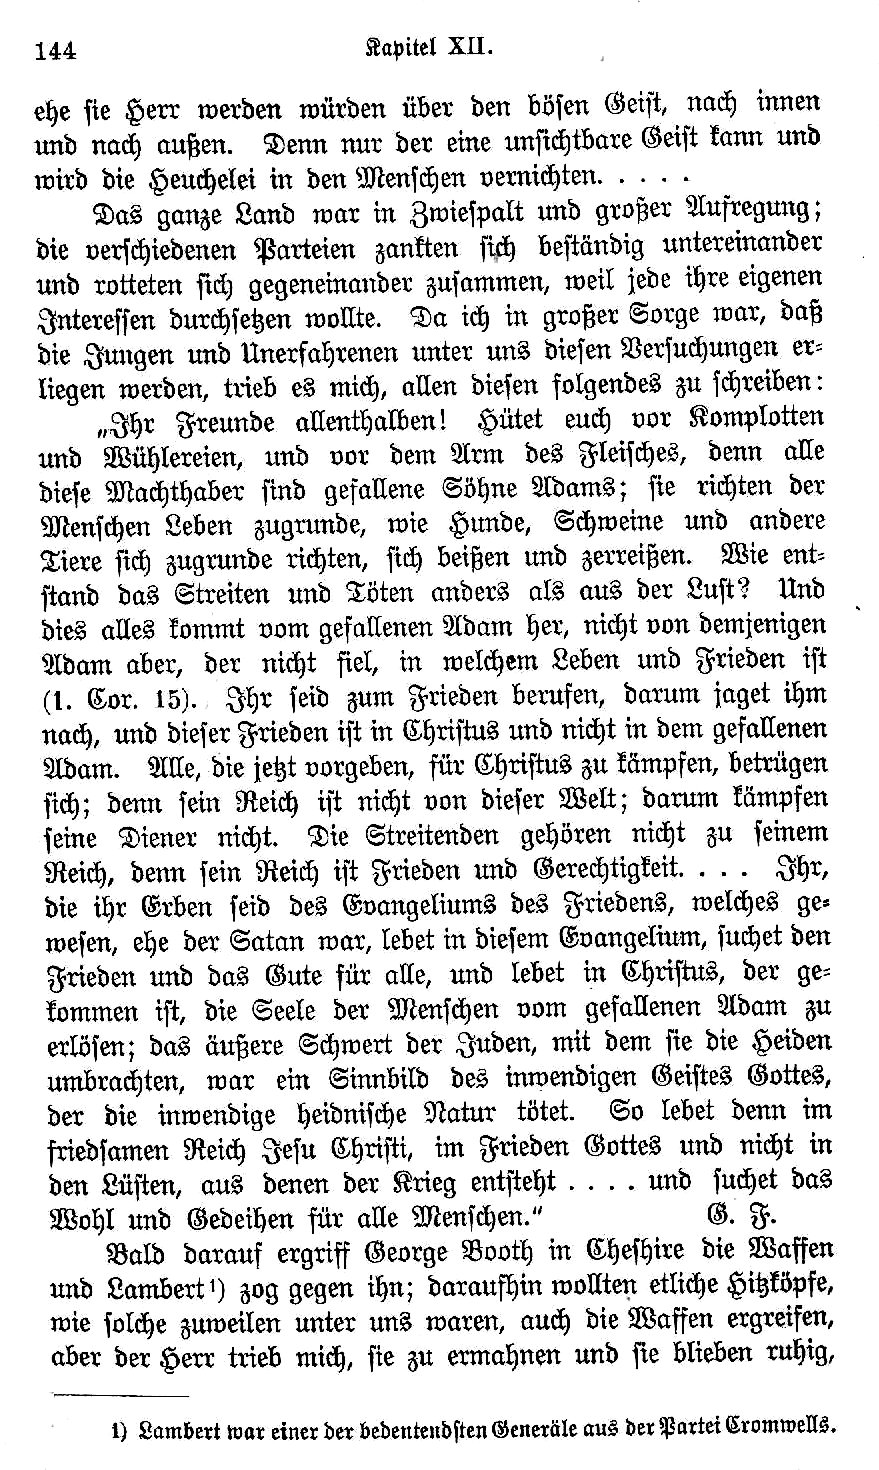 144 Kapitel XII.
ehe sie Herr werden würden über den bösen Geist, nach innen
und nach außen. Denn nur der eine unsichtbare Geist kann und
wird die Heuchelei in den Menschen vernichten. . . . .
Das ganze Land war in Zwiespalt und großer Aufregung;
die verschiedenen Parteien zankten sich beständig untereinander
und rotteten sich gegeneinander zusammen, weil jede ihre eigenen
Interessen durchsetzen wollte. Da ich in großer Sorge war, daß
die Jungen und Unerfahrenen unter uns diesen Versuchungen er-
liegen werden, trieb es mich, allen diesen folgendes zu schreiben:
„Ihr Freunde allenthalben! Hütet euch vor Komplotten
und Wühlereien, und vor dem Arm des Fleisches, denn alle
diese Machthaber sind gefallene Söhne Adams; sie richten der
Menschen Leben zugrunde, wie Hunde, Schweine und andere
Tiere sich zugrunde richten, sich beißen und zerreißen. Wie ent-
stand das Streiten und Töten anders als aus der Lust? Und
dies alles kommt vom gefallenen Adam her, nicht von demjenigen
Adam aber, der nicht fiel, in welchem Leben und Frieden ist
(1. Cor. 15). Ihr seid zum Frieden berufen, darum jaget ihm
nach, und dieser Frieden ist in Christus und nicht in dem gefallenen
Adam. Alle, die jetzt vorgeben, für Christus zu kämpfen, betrügen
sich; denn sein Reich ist nicht von dieser Welt; darum kämpfen
seine Diener nicht. Die Streitenden gehören nicht zu seinem
Reich, denn sein Reich ist Frieden und Gerechtigkeit. . . . Ihr,
die ihr Erben seid des Evangeliums des Friedens, welches ge-
wesen, ehe der Satan war, lebet in diesem Evangelium, suchet den
Frieden und das Gute für alle, und lebet in Christus, der ge-
kommen ist, die Seele der Menschen vom gefallenen Adam zu
erlösen; das äußere Schwert der Juden, mit dem sie die Heiden
umbrachten, war ein Sinnbild des inwendigen Geistes Gottes,
der die inwendige heidnische Natur tötet. So lebet denn im
friedsamen Reich Jesu Christi, im Frieden Gottes und nicht in
den Lüsten, aus denen der Krieg entsteht . . . . und suchet das
Wohl und Gedeihen für alle Menschen.“ G. F.
Bald darauf ergriff George Booth in Cheshire die Waffen
und Lambert¹) zog gegen ihn; daraufhin wollten etliche Hitzköpfe,
wie solche zuweilen unter uns waren, auch die Waffen ergreifen,
aber der Herr trieb mich, sie zu ermahnen und sie blieben ruhig,
1) Lambert war einer der bedentendsten Generäle aus der Partei Cromwells.